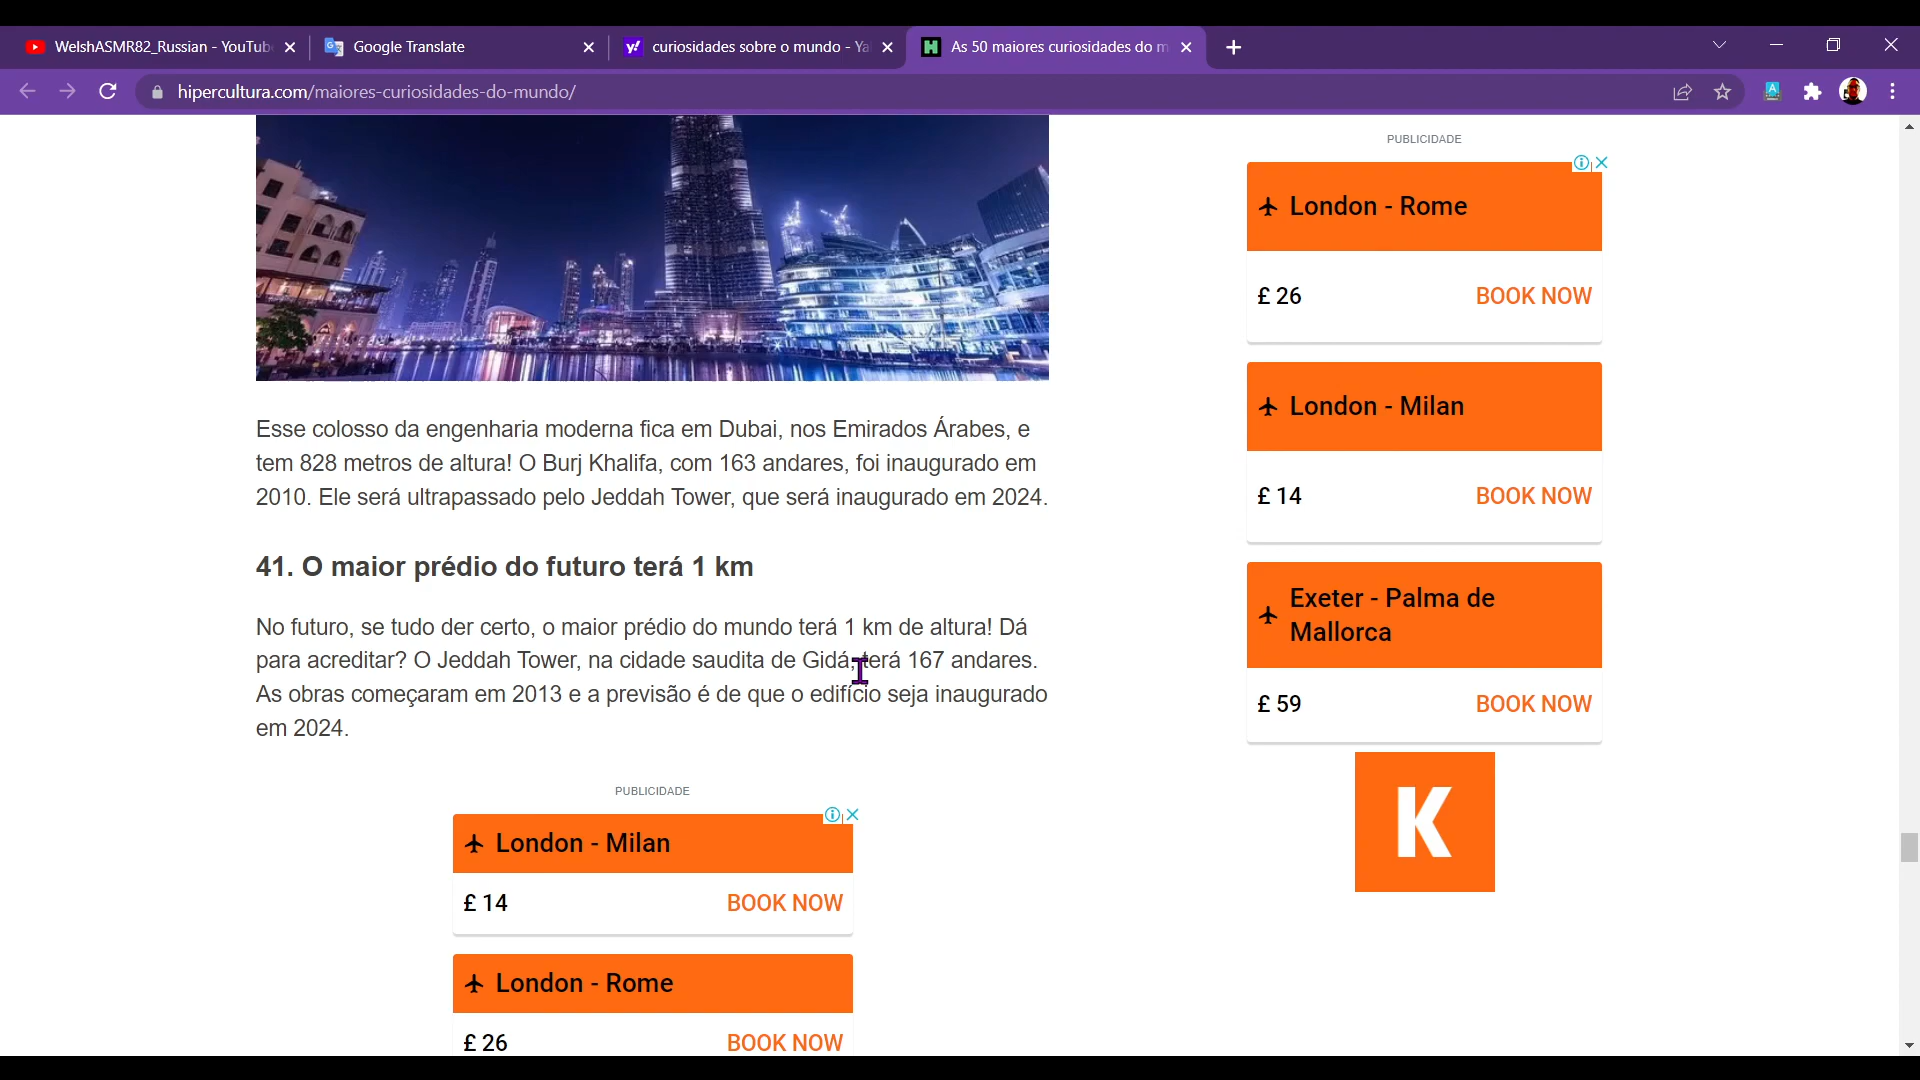 WelshASMR82_Russian - YouTub
Google Translate
curiosidades sobre o mundo - Ya
As 50 maiores curiosidades do m
hipercultura.com/maiores-curiosidades-do-mundo/
Esse colosso da engenharia moderna fica em Dubai, nos Emirados Árabes, e
tem 828 metros de altura! O Burj Khalifa, com 163 andares, foi inaugurado em
2010. Ele será ultrapassado pelo Jeddah Tower, que será inaugurado em 2024.
41. O maior prédio do futuro terá 1 km
No futuro, se tudo der certo, o maior prédio do mundo terá 1 km de altura! Dá
para acreditar? O Jeddah Tower, na cidade saudita de Gidá, terá 167 andares.
As obras começaram em 2013 e a previsão é de que o edifício seja inaugurado
em 2024.
PUBLICIDADE
London - Milan
£ 14 BOOK NOW
London - Rome
£ 26 BOOK NOW
PUBLICIDADE
London - Rome
£ 26 BOOK NOW
London - Milan
£ 14 BOOK NOW
Exeter - Palma de
Mallorca
£ 59 BOOK NOW
K